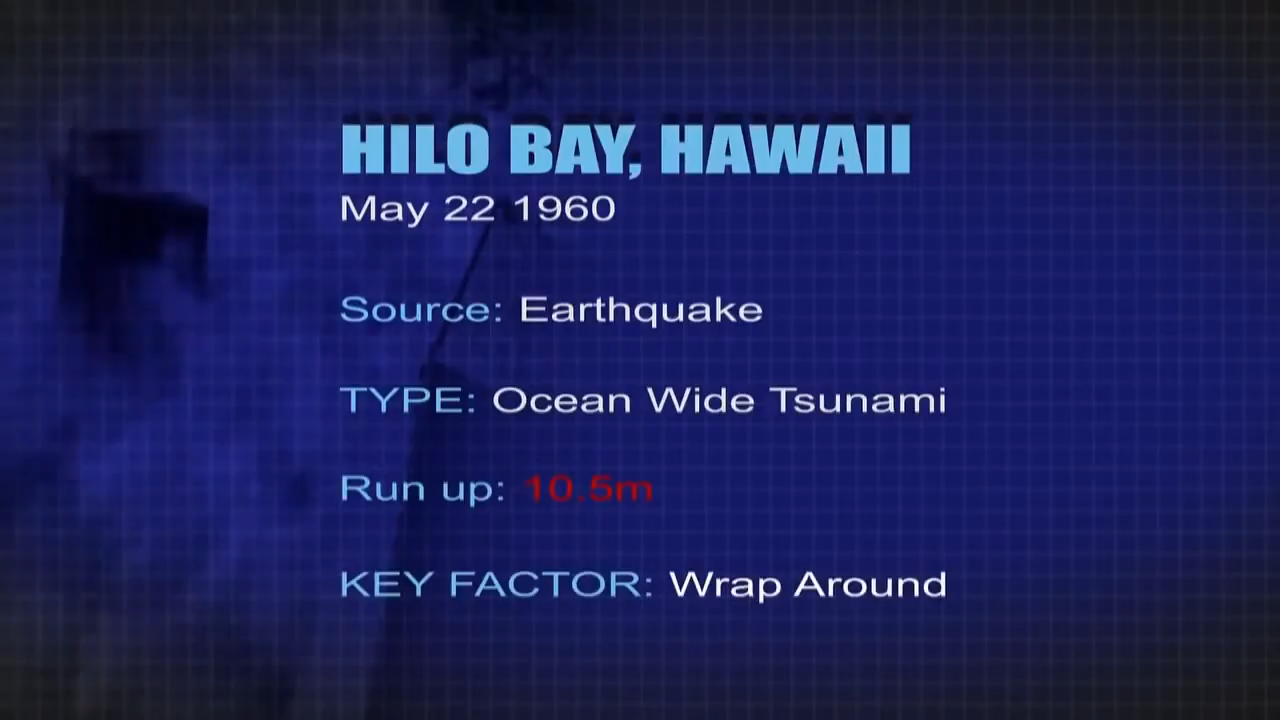 HILO BAY, HAWAII
May 22 1960
Source: Earthquake
TYPE: Ocean Wide Tsunami
Run up: 10.5m
KEY FACTOR: Wrap Around